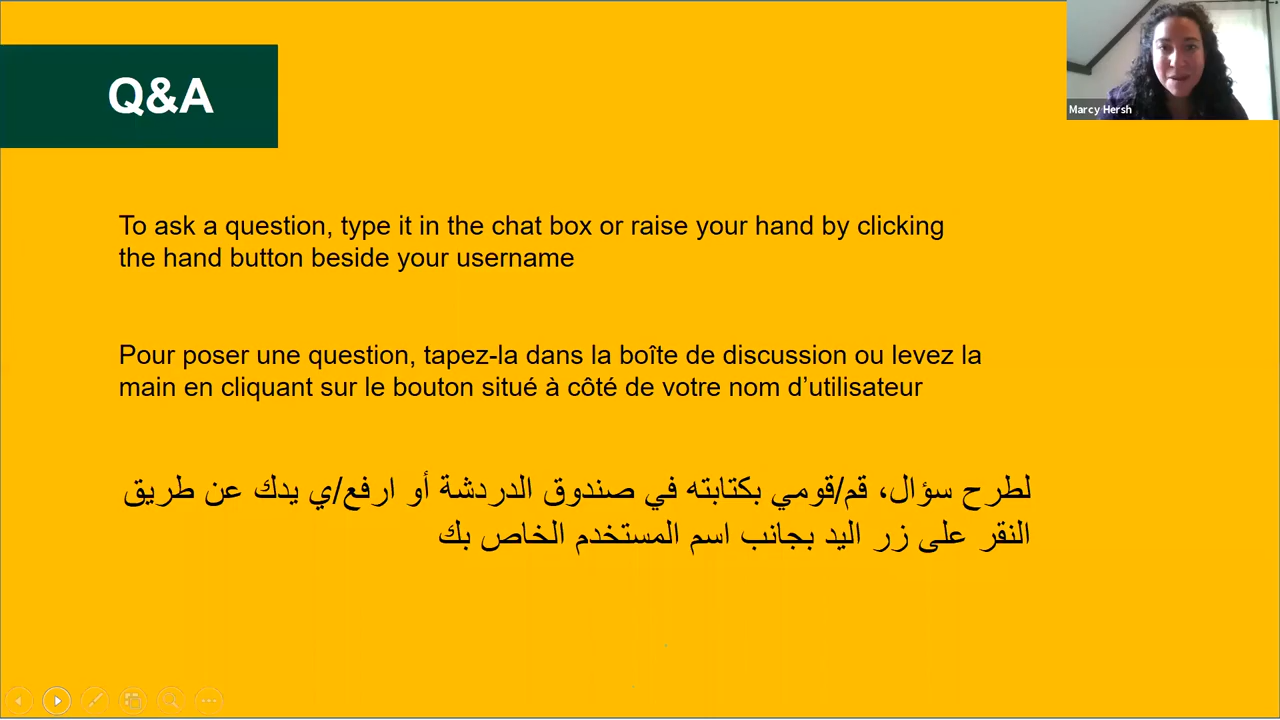 Q&A
Marcy Hersh
To ask a question, type it in the chat box or raise your hand by clicking
the hand button beside your username
Pour poser une question, tapez-la dans la boîte de discussion ou levez la
main en cliquant sur le bouton situé à côté de votre nom d’utilisateur
لطرح سؤال، قم/قومي بكتابته في صندوق الدردشة أو ارفع/ي يدك عن طريق
النقر على زر اليد بجانب اسم المستخدم الخاص بك